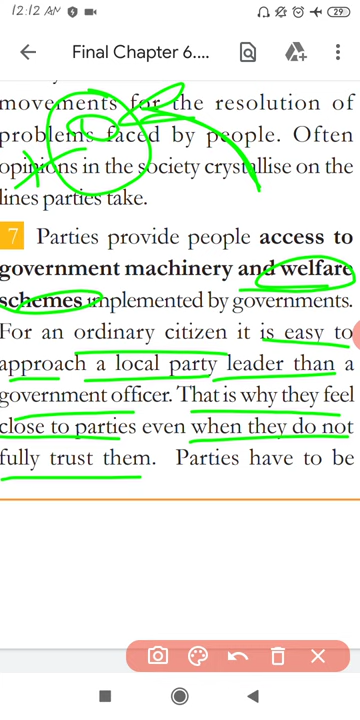 12:12 AM
29
Final Chapter 6....
movements for the resolution of
problems faced by people. Often
opinions in the society crystallise on the
lines parties take.
7 Parties provide people access to
government machinery and welfare
schemes implemented by governments.
For an ordinary citizen it is easy to
approach a local party leader than a
government officer. That is why they feel
close to parties even when they do not
fully trust them. Parties have to be